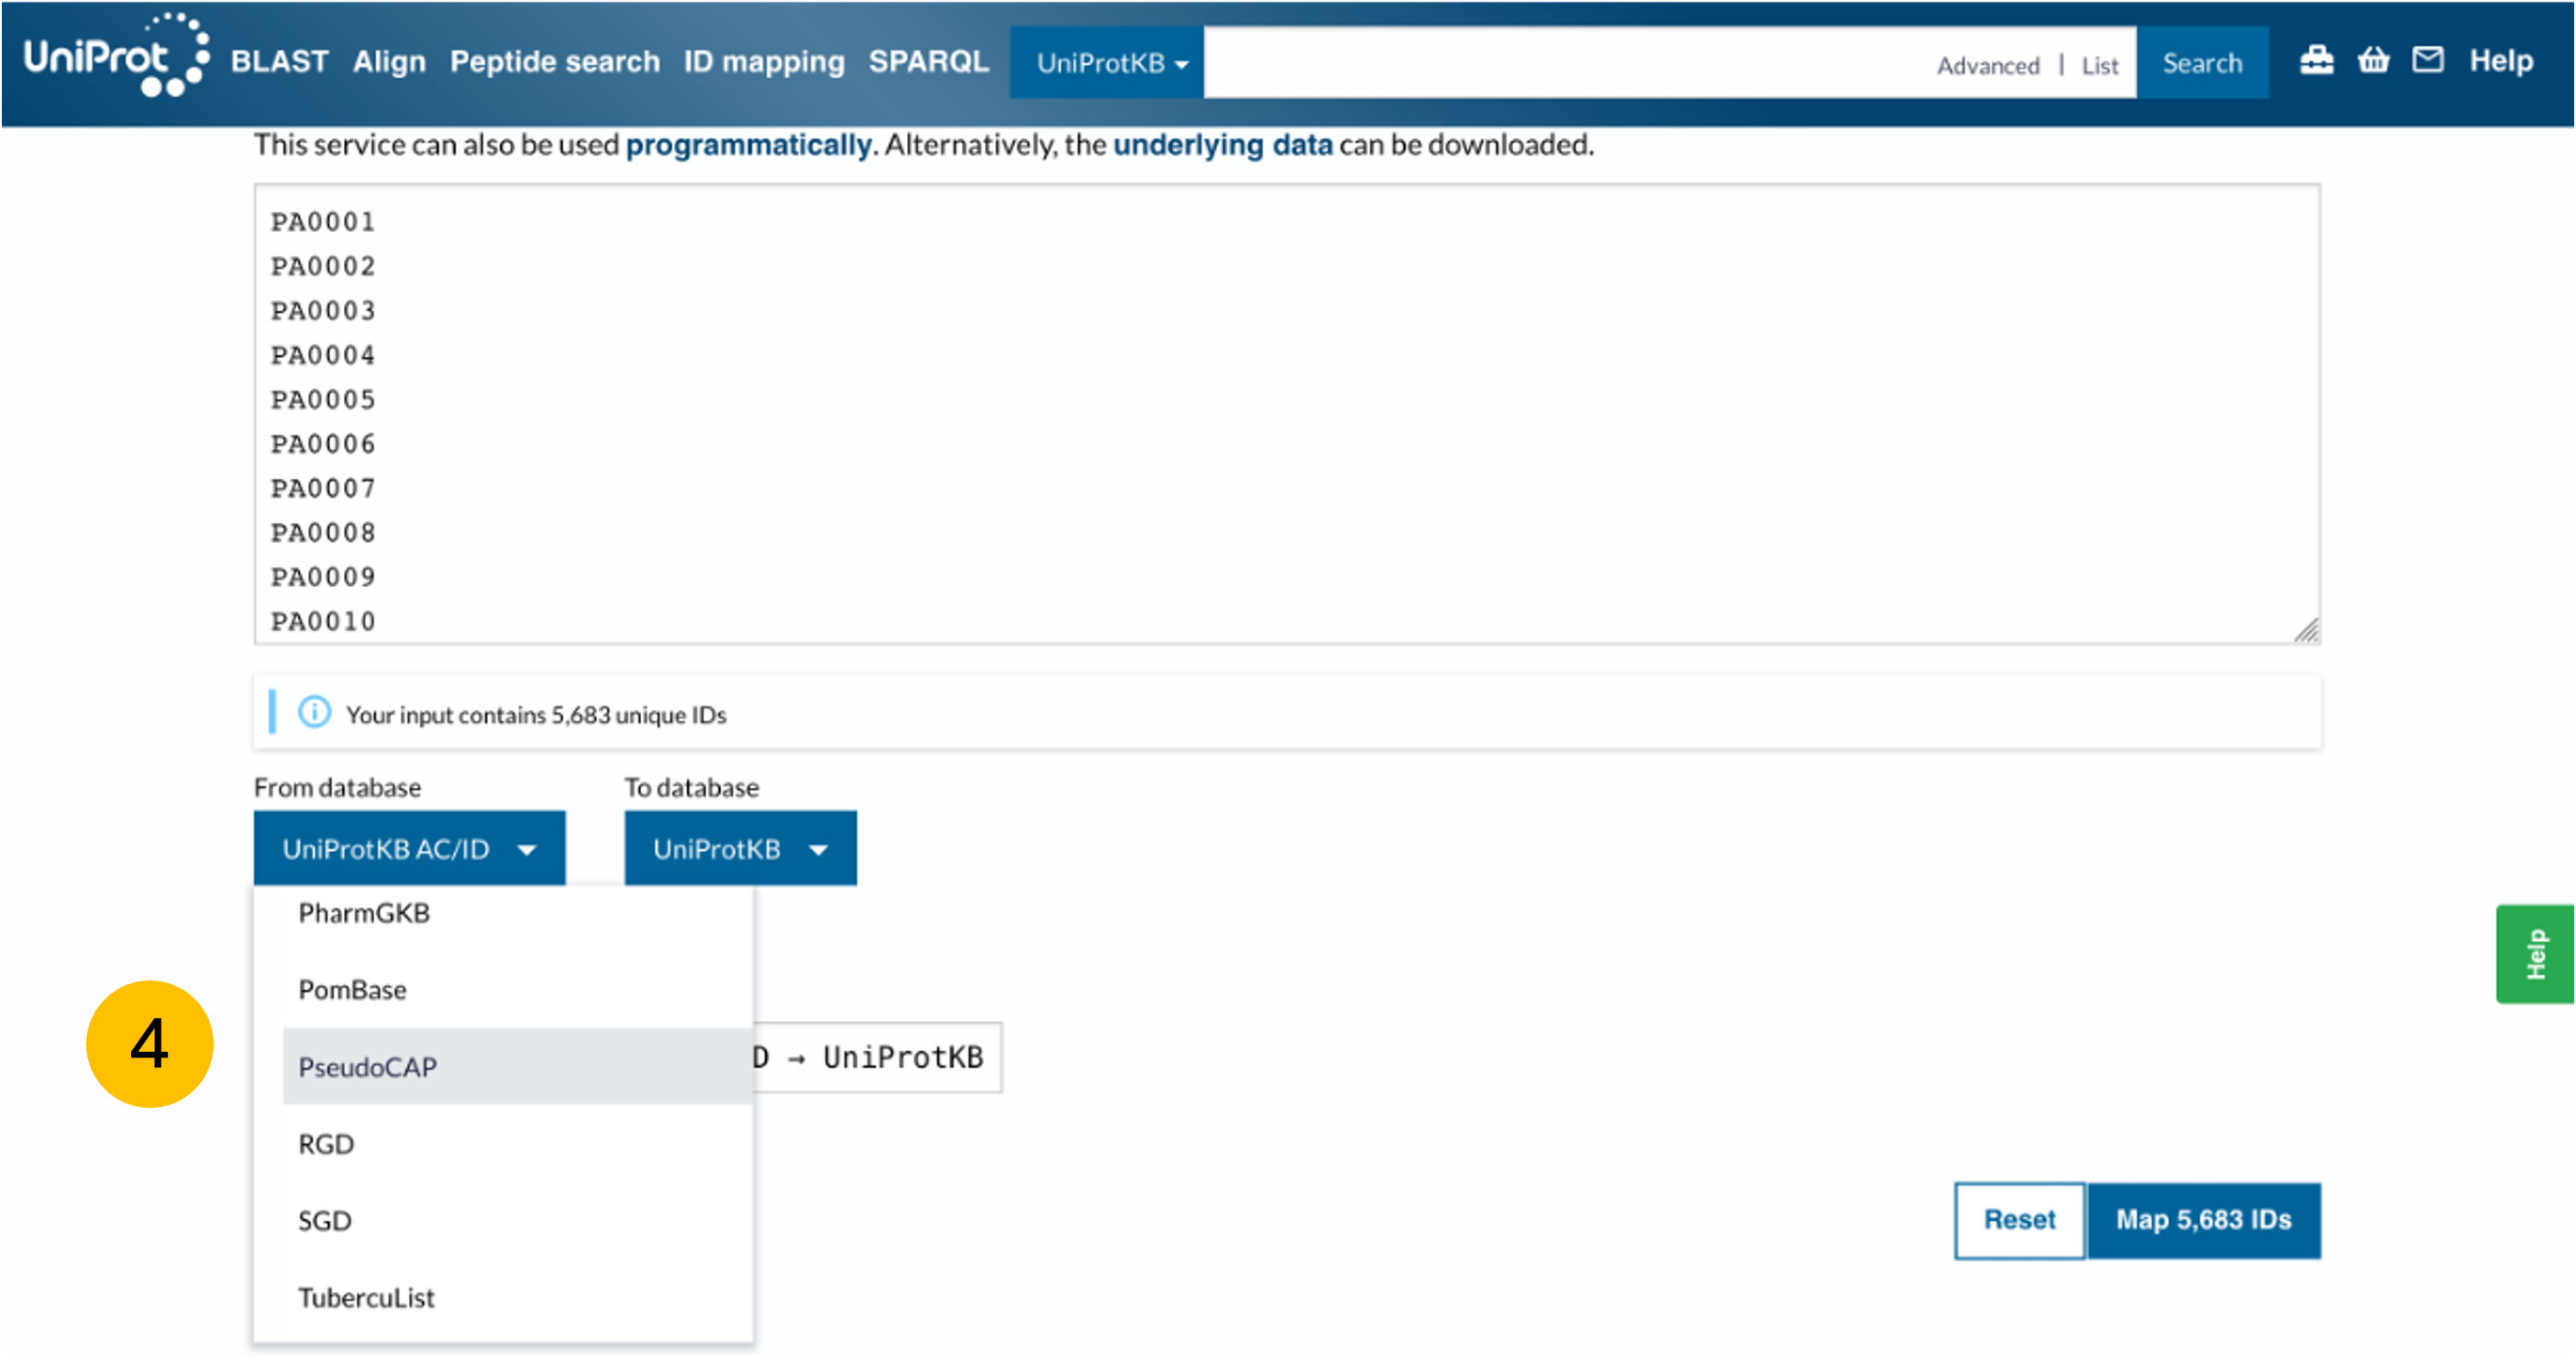 UniProt BLAST Align Peptide search ID mapping SPARQL UniProtKB Advanced | List Search Help
This service can also be used programmatically. Alternatively, the underlying data can be downloaded.
PA0001
PA0002
PA0003
PA0004
PA0005
PA0006
PA0007
PA0008
PA0009
PA0010
Your input contains 5,683 unique IDs
From database To database
UniProtKB AC/ID UniProtKB
PharmGKB
PomBase
PseudoCAP
D → UniProtKB
RGD
SGD
TubercuList
4
Reset Map 5,683 IDs
Help